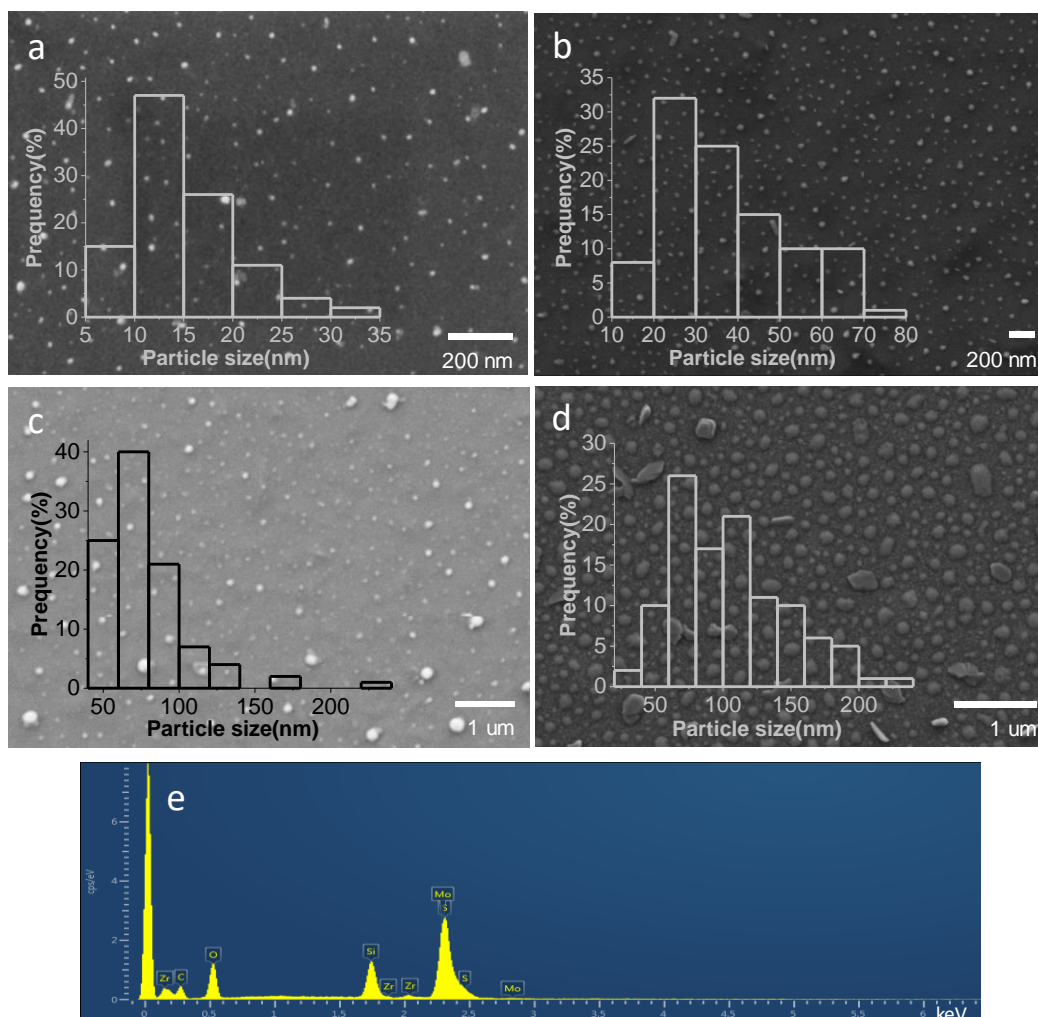 a
50
40
30
20
10
0
Prequency(%)
5 10 15 20 25 30 35
Particle size(nm)
200 nm
b
35
30
25
20
15
10
5
0
Prequency(%)
10 20 30 40 50 60 70 80
Particle size(nm)
200 nm
c
40
30
20
10
0
Prequency(%)
50 100 150 200
Particle size(nm)
1 um
d
30
25
20
15
10
5
0
Prequency(%)
50 100 150 200
Particle size(nm)
1 um
e
6
4
2
0
cps/eV
Mo
S
Si
O
Zr C Zr Zr S Mo
0 0.5 1 1.5 2 2.5 3 3.5 4 4.5 5 5.5 6 keV